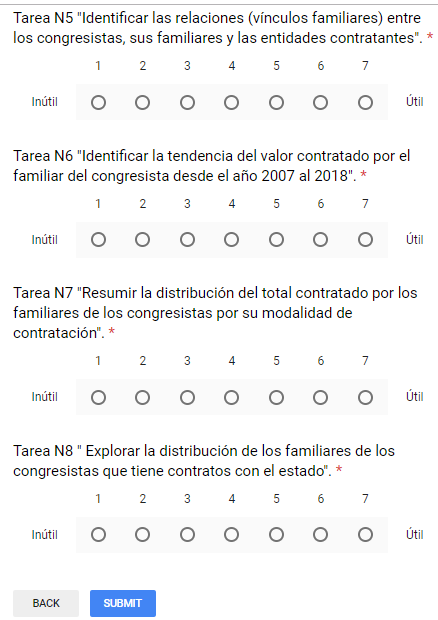 Tarea N5 "Identificar las relaciones (vínculos familiares) entre
los congresistas, sus familiares y las entidades contratantes". *
1 2 3 4 5 6 7
Inútil Útil
Tarea N6 "Identificar la tendencia del valor contratado por el
familiar del congresista desde el año 2007 al 2018". *
1 2 3 4 5 6 7
Inútil Útil
Tarea N7 "Resumir la distribución del total contratado por los
familiares de los congresistas por su modalidad de
contratación". *
1 2 3 4 5 6 7
Inútil Útil
Tarea N8 " Explorar la distribución de los familiares de los
congresistas que tiene contratos con el estado". *
1 2 3 4 5 6 7
Inútil Útil
BACK SUBMIT